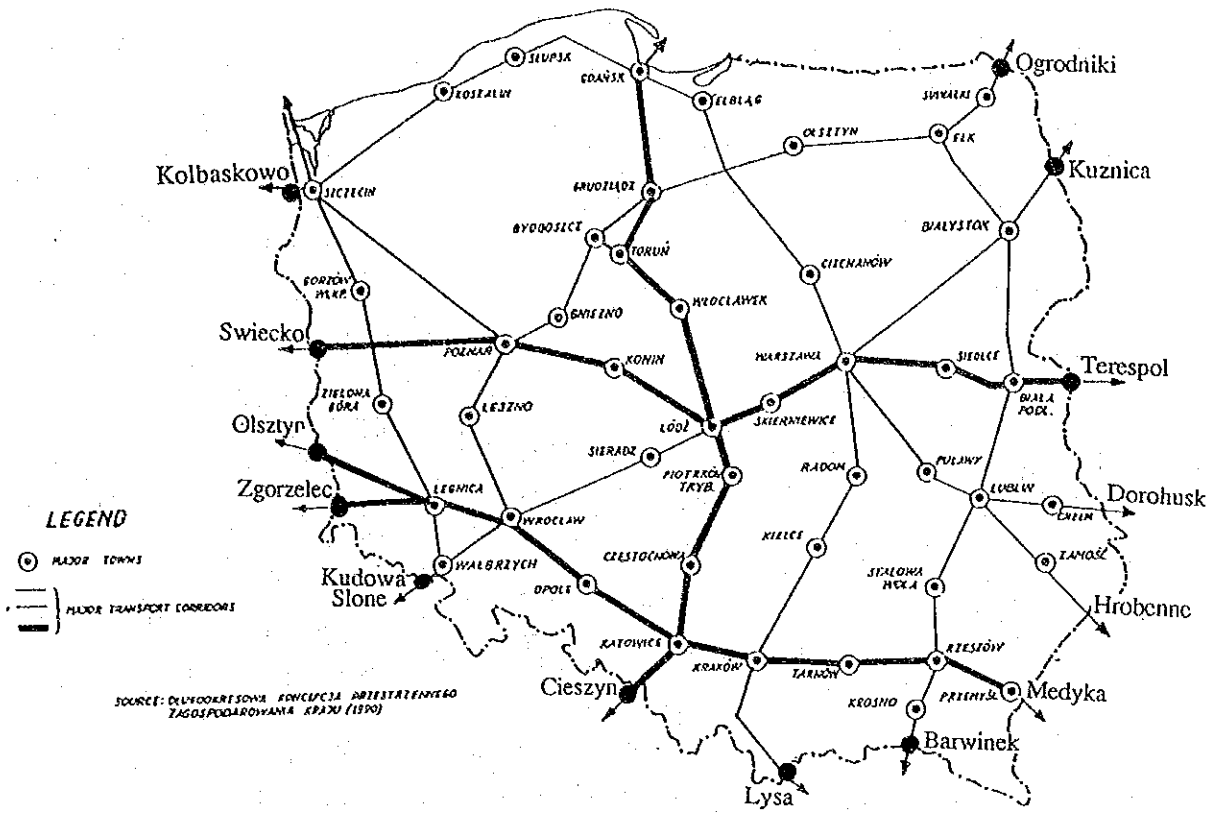 SŁUPSK
GDAŃSK
Ogrodniki
KOSZALIN
ELBLĄG
SUWAŁKI
OLSZTYN
EŁK
Kolbaskowo
SZCZECIN
GRUDZIĄDZ
Kuznica
BYDGOSZCZ
TORUŃ
BIAŁYSTOK
CIECHANÓW
GORZÓW
WLKP.
WŁOCŁAWEK
GNIEZNO
Swiecko
POZNAŃ
KONIN
WARSZAWA
SIEDLCE
Terespol
BIAŁA
PODL.
ZIELONA
GÓRA
LESZNO
SKIERNIEWICE
Olsztyn
ŁÓDŹ
SIERADZ
PIOTRKÓW
TRYB.
RADOM
PUŁAWY
LUBLIN
Zgorzelec
LEGNICA
Dorohusk
CHEŁM
LEGEND
WROCŁAW
MAJOR TOWNS
KIELCE
ZAMOŚĆ
CZĘSTOCHOWA
WAŁBRZYCH
Kudowa
Slone
OPOLE
STALOWA
WOLA
MAJOR TRANSPORT CORRIDORS
Hrobenne
KATOWICE
KRAKÓW
TARNÓW
RZESZÓW
Cieszyn
KROSNO
PRZEMYŚL
Medyka
SOURCE: DŁUGOOKRESOWA KONCEPCJA PRZESTRZENNEGO
ZAGOSPODAROWANIA KRAJU (1990)
Barwinek
Lysa